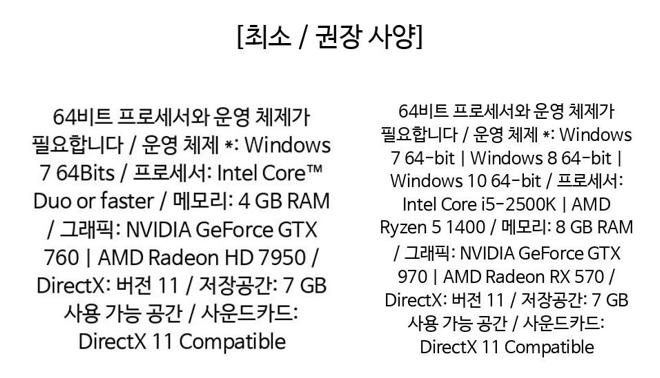 [최소 / 권장 사양]
64비트 프로세서와 운영 체제가
필요합니다 / 운영 체제 *: Windows
7 64Bits / 프로세서: Intel Core™
Duo or faster / 메모리: 4 GB RAM
/ 그래픽: NVIDIA GeForce GTX
760 | AMD Radeon HD 7950 /
DirectX: 버전 11 / 저장공간: 7 GB
사용 가능 공간 / 사운드카드:
DirectX 11 Compatible
64비트 프로세서와 운영 체제가
필요합니다 / 운영 체제 *: Windows
7 64-bit | Windows 8 64-bit |
Windows 10 64-bit / 프로세서:
Intel Core i5-2500K | AMD
Ryzen 5 1400 / 메모리: 8 GB RAM
/ 그래픽: NVIDIA GeForce GTX
970 | AMD Radeon RX 570 /
DirectX: 버전 11 / 저장공간: 7 GB
사용 가능 공간 / 사운드카드:
DirectX 11 Compatible